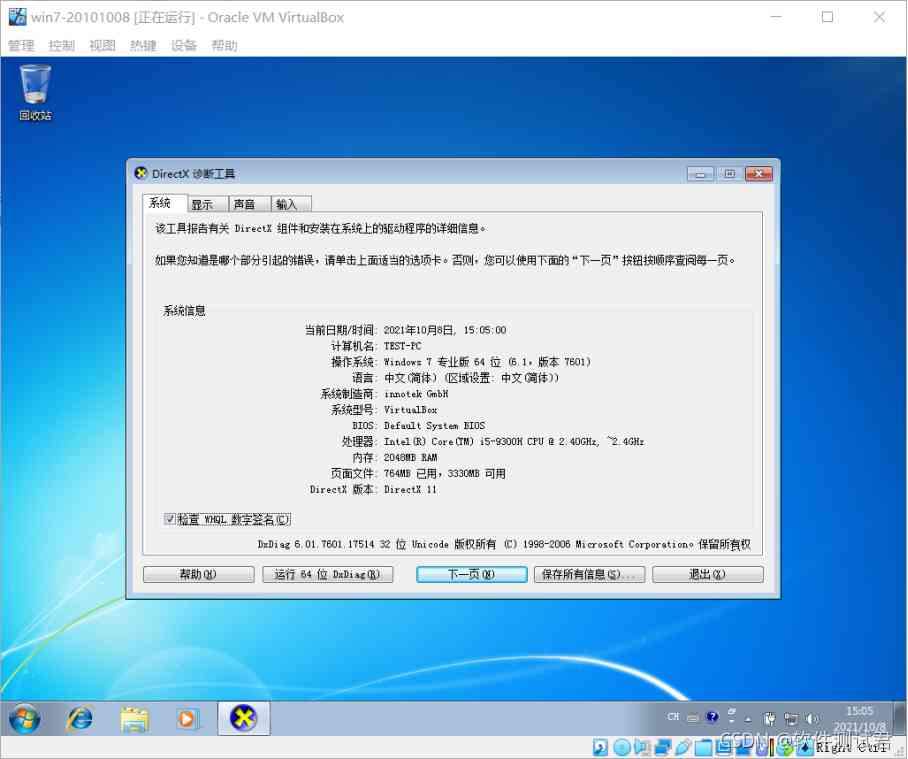 win7-20101008 [正在运行] - Oracle VM VirtualBox
管理 控制 视图 热键 设备 帮助
回收站
DirectX 诊断工具
系统 显示 声音 输入
该工具报告有关 DirectX 组件和安装在系统上的驱动程序的详细信息。
如果您知道是哪个部分引起的错误，请单击上面适当的选项卡。否则，您可以使用下面的“下一页”按钮按顺序查阅每一页。
系统信息
当前日期/时间: 2021年10月8日, 15:05:00
计算机名: TEST-PC
操作系统: Windows 7 专业版 64 位 (6.1, 版本 7601)
语言: 中文(简体) (区域设置: 中文(简体))
系统制造商: innotek GmbH
系统型号: VirtualBox
BIOS: Default System BIOS
处理器: Intel(R) Core(TM) i5-9300H CPU @ 2.40GHz, ~2.4GHz
内存: 2048MB RAM
页面文件: 764MB 已用, 3330MB 可用
DirectX 版本: DirectX 11
检查 WHQL 数字签名(C)
DxDiag 6.01.7601.17514 32 位 Unicode 版权所有 (C) 1998-2006 Microsoft Corporation。保留所有权
帮助(H) 运行 64 位 DxDiag(R) 下一页(N) 保存所有信息(S)... 退出(X)
CH
15:05
2021/10/8
CSDN @软件测试君
Right Ctrl